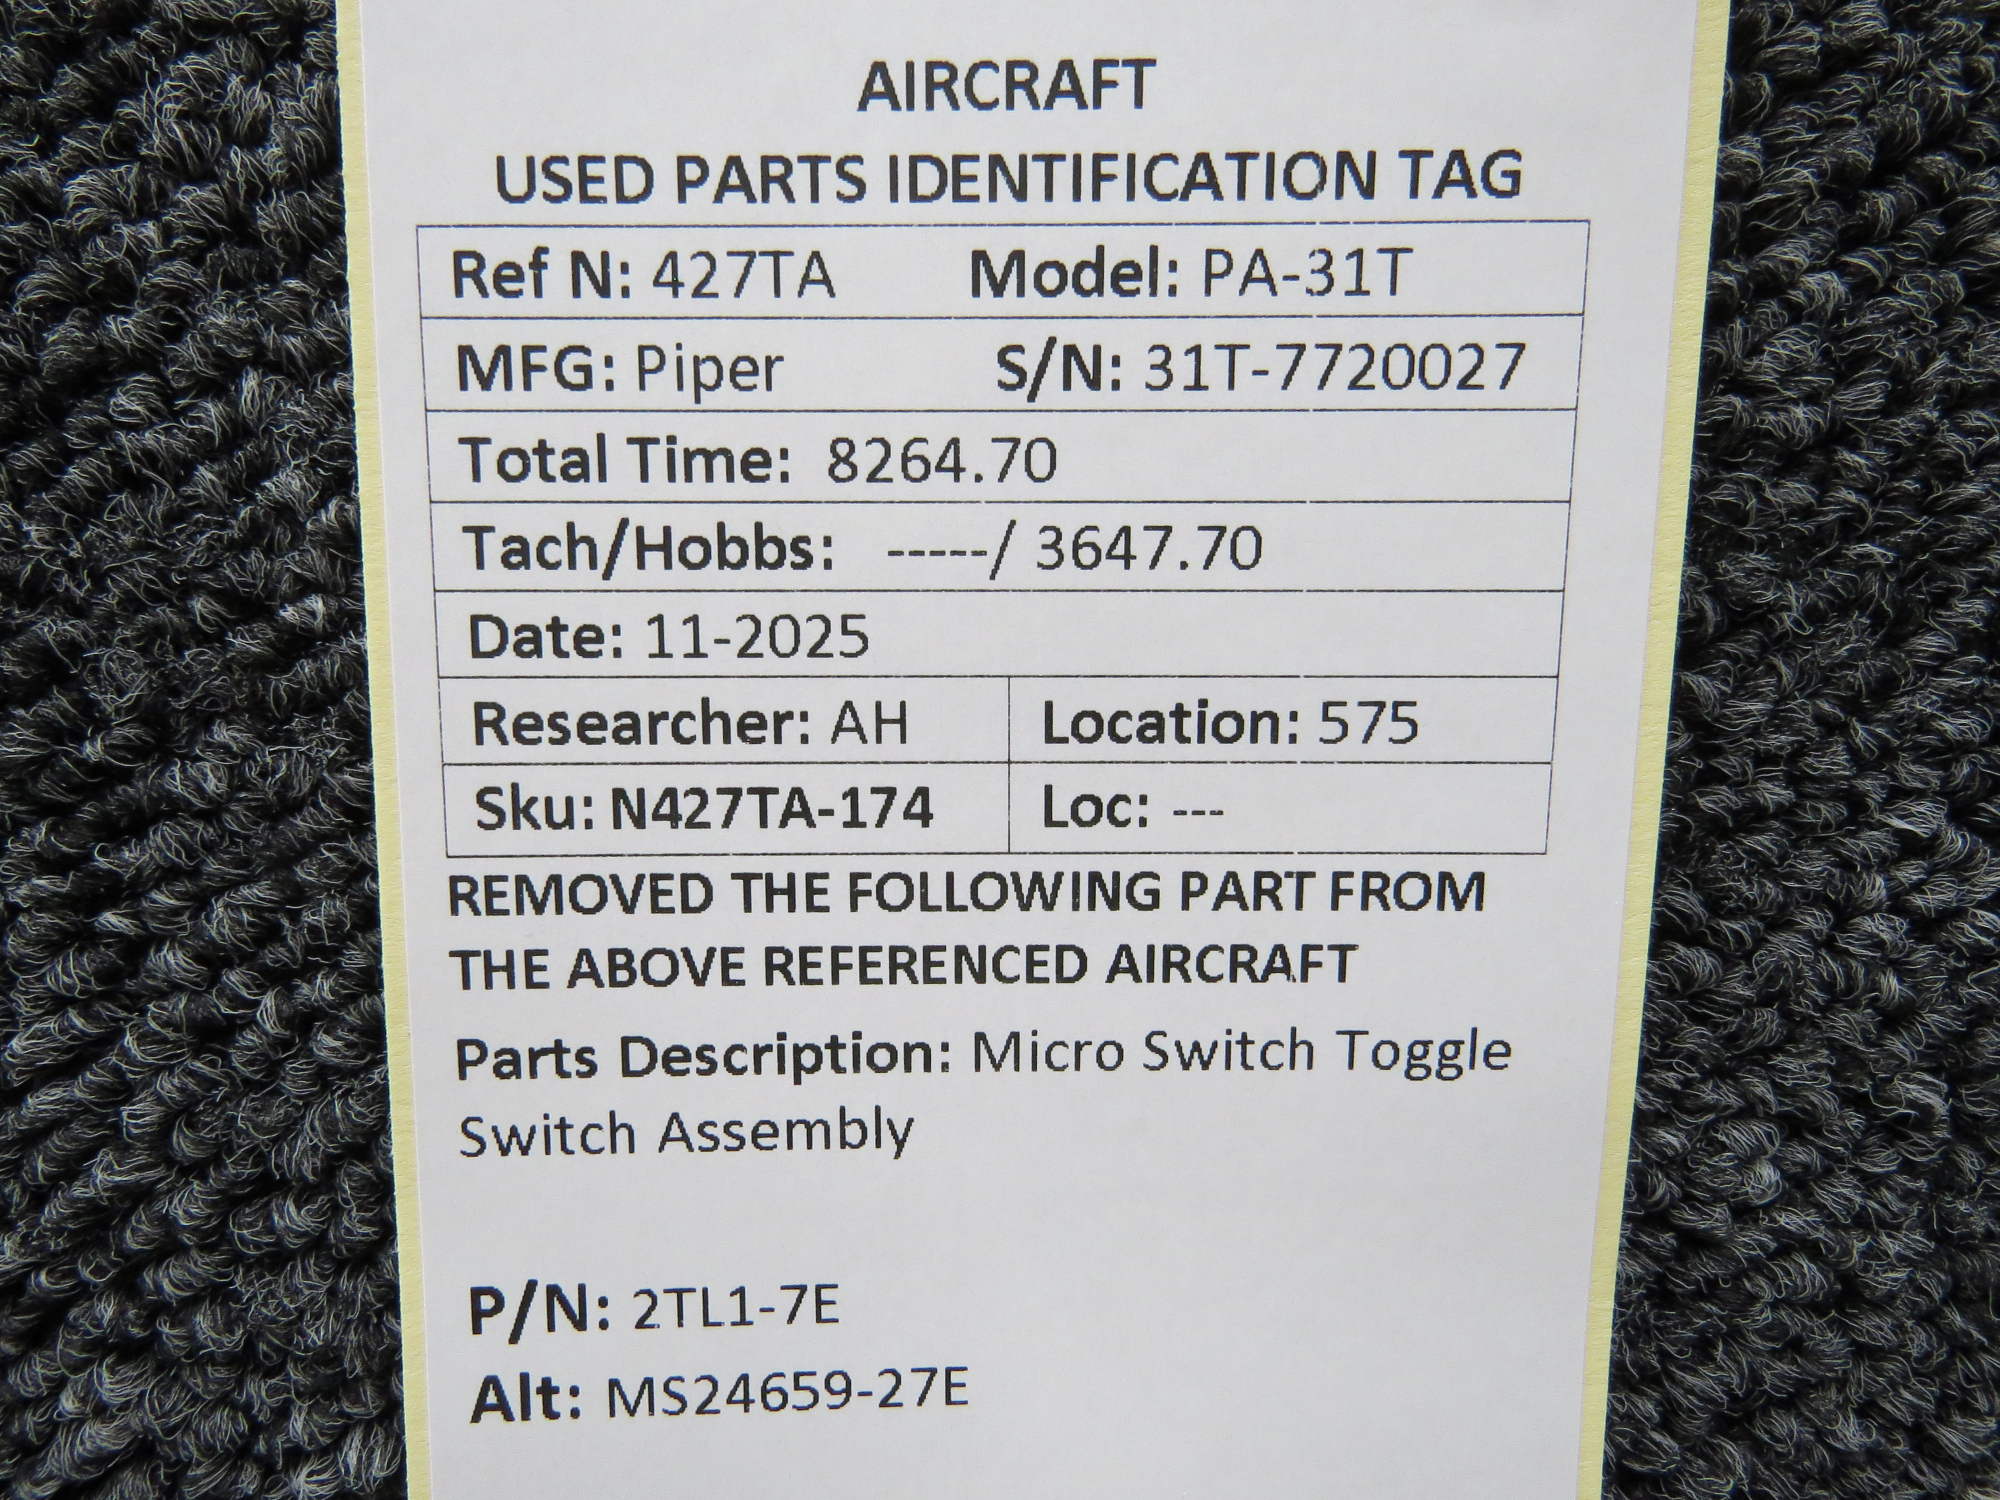 AIRCRAFT
USED PARTS IDENTIFICATION TAG
Ref N: 427TA Model: PA-31T
MFG: Piper S/N: 31T-7720027
Total Time: 8264.70
Tach/Hobbs: -----/ 3647.70
Date: 11-2025
Researcher: AH Location: 575
Sku: N427TA-174 Loc: ---
REMOVED THE FOLLOWING PART FROM
THE ABOVE REFERENCED AIRCRAFT
Parts Description: Micro Switch Toggle
Switch Assembly
P/N: 2TL1-7E
Alt: MS24659-27E